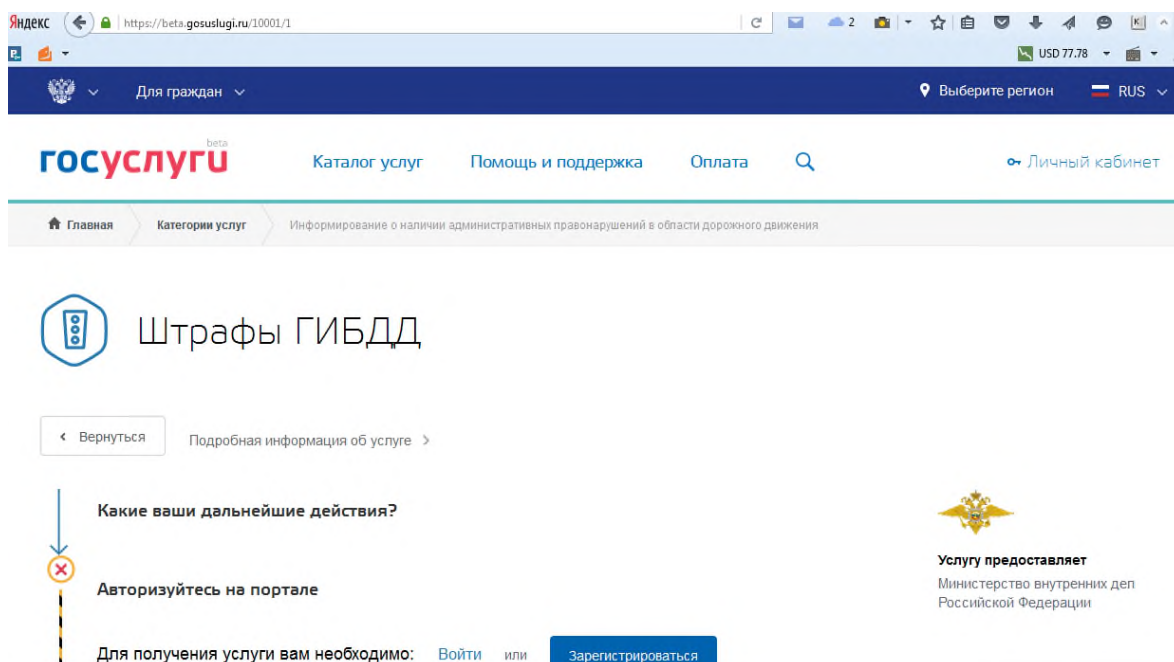 Яндекс https://beta.gosuslugi.ru/10001/1 2
USD 77.78
Для граждан Выберите регион RUS
beta
госуслуги Каталог услуг Помощь и поддержка Оплата Личный кабинет
Главная Категории услуг Информирование о наличии административных правонарушений в области дорожного движения
Штрафы ГИБДД
Вернуться Подробная информация об услуге
Какие ваши дальнейшие действия?
Услугу предоставляет
Министерство внутренних дел
Российской Федерации
Авторизуйтесь на портале
Для получения услуги вам необходимо: Войти или Зарегистрироваться